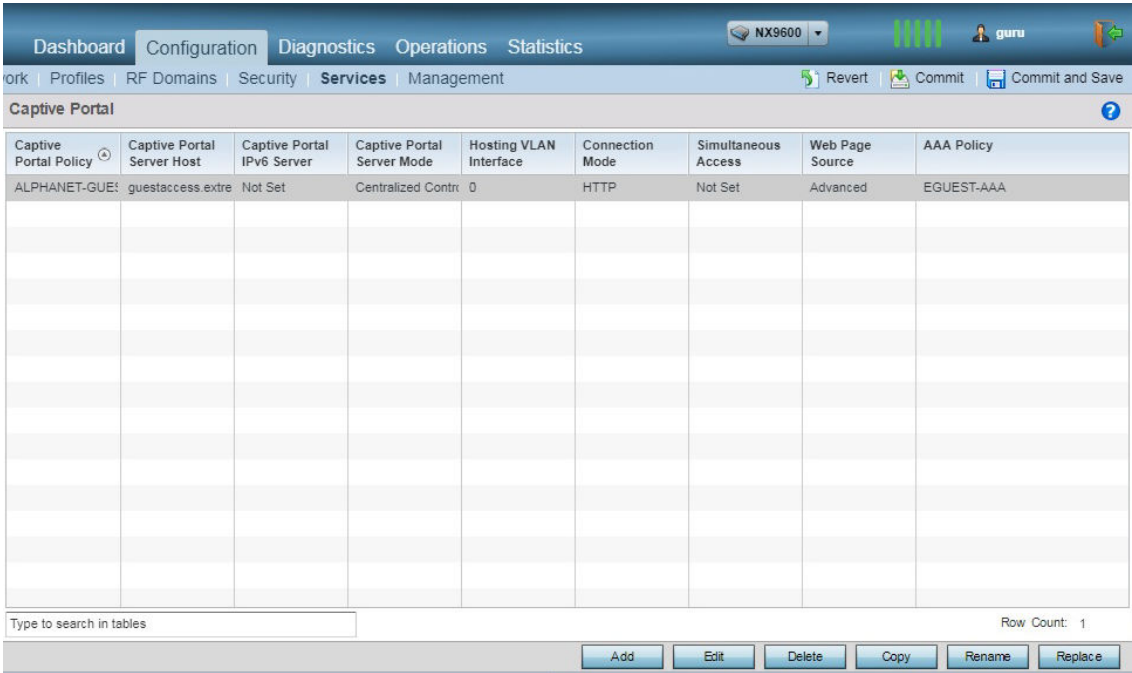 NX9600
guru
Dashboard Configuration Diagnostics Operations Statistics
ork | Profiles | RF Domains | Security | Services | Management Revert Commit Commit and Save
Captive Portal
Captive Portal Policy Captive Portal Server Host Captive Portal IPv6 Server Captive Portal Server Mode Hosting VLAN Interface Connection Mode Simultaneous Access Web Page Source AAA Policy
ALPHANET-GUES guestaccess.extre Not Set Centralized Contro 0 HTTP Not Set Advanced EGUEST-AAA
Type to search in tables Row Count: 1
Add Edit Delete Copy Rename Replace